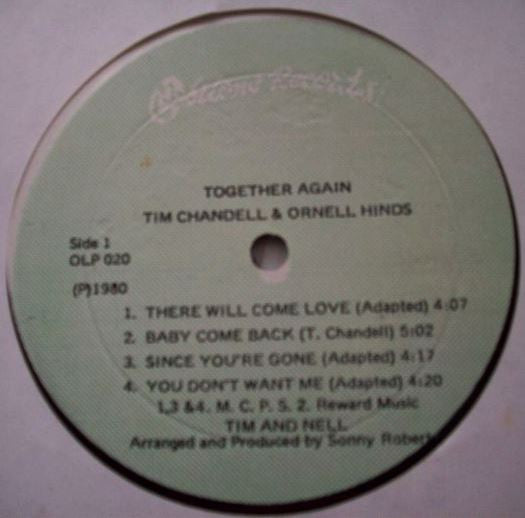 Records
TOGETHER AGAIN
TIM CHANDELL & ORNELL HINDS
Side 1
OLP 020
(P)1980
1. THERE WILL COME LOVE (Adapted) 4:07
2. BABY COME BACK (T. Chandell) 5:02
3. SINCE YOU'RE GONE (Adapted) 4:17
4. YOU DON'T WANT ME (Adapted) 4:20
1,3 &4. M. C. P. S. 2. Reward Music
TIM AND NELL
Arranged and Produced by Sonny Robert